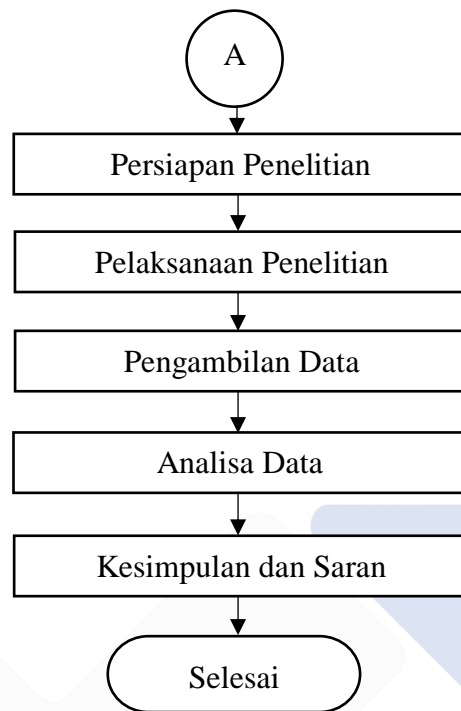 A
Persiapan Penelitian
Pelaksanaan Penelitian
Pengambilan Data
Analisa Data
Kesimpulan dan Saran
Selesai